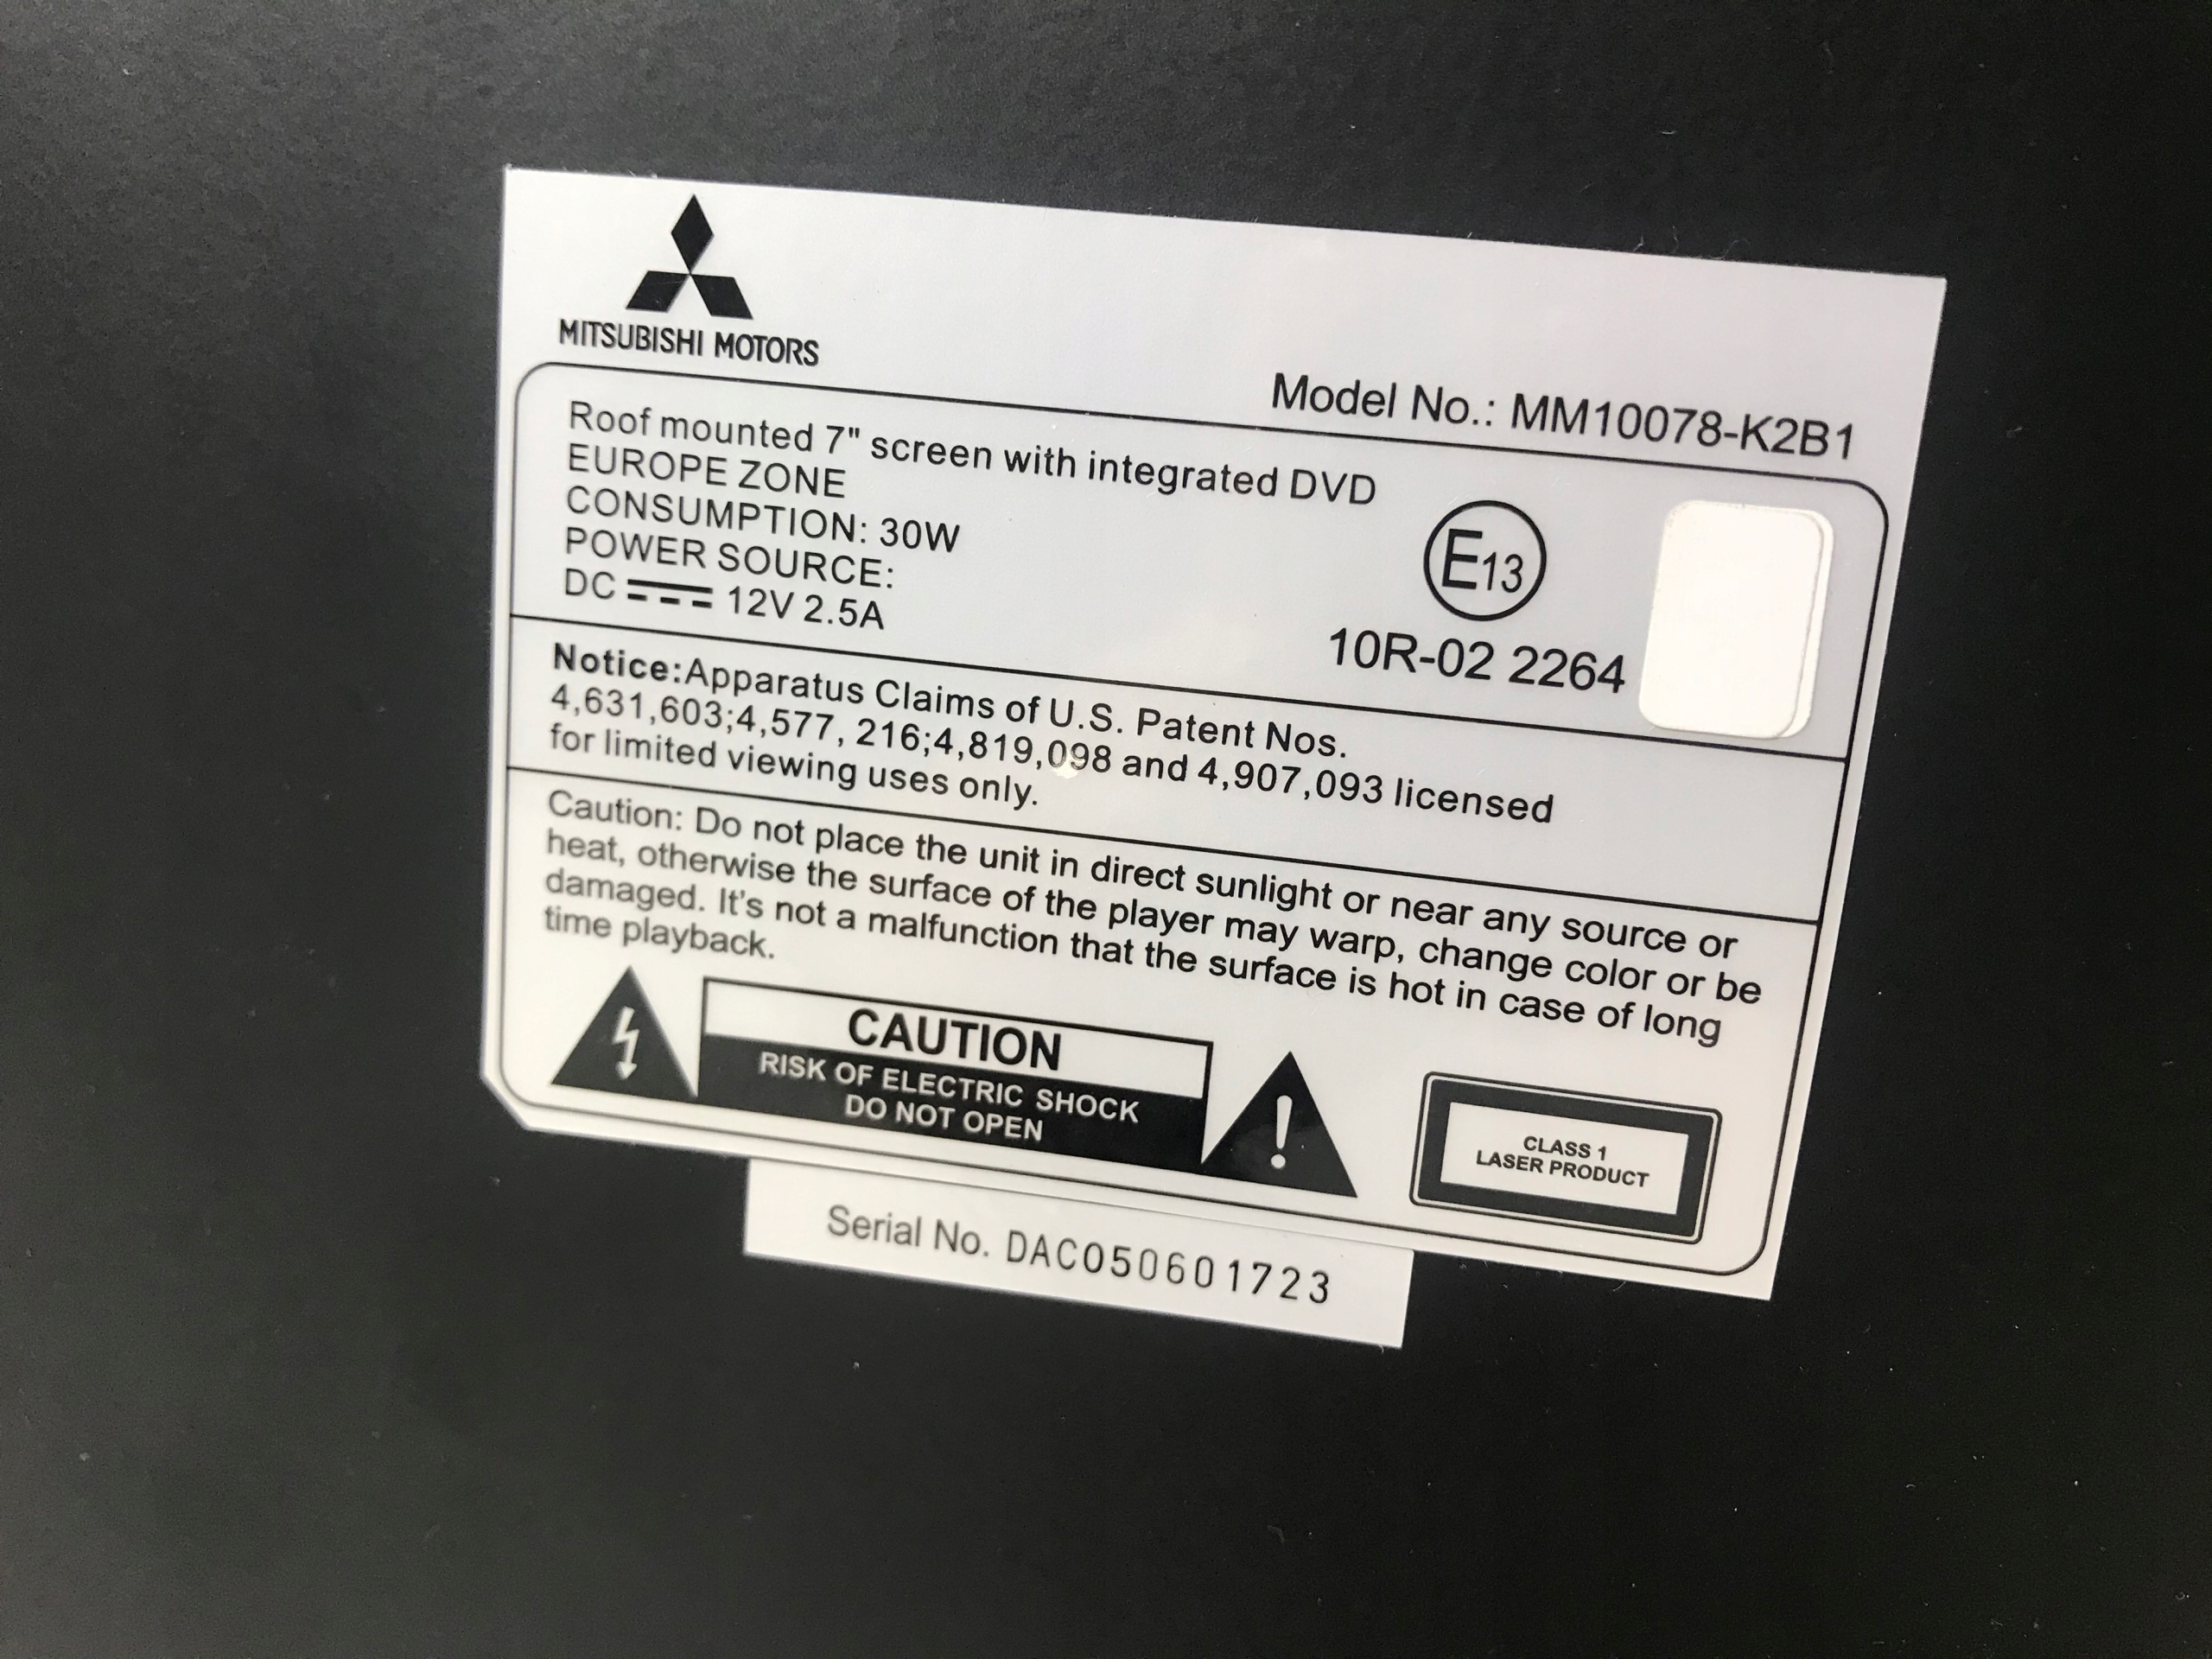 MITSUBISHI MOTORS
Model No.: MM10078-K2B1
Roof mounted 7" screen with integrated DVD
EUROPE ZONE
CONSUMPTION: 30W
POWER SOURCE:
DC ⎓ 12V 2.5A
E13
10R-02 2264
Notice:Apparatus Claims of U.S. Patent Nos.
4,631,603;4,577, 216;4,819,098 and 4,907,093 licensed
for limited viewing uses only.
Caution: Do not place the unit in direct sunlight or near any source or
heat, otherwise the surface of the player may warp, change color or be
damaged. It's not a malfunction that the surface is hot in case of long
time playback.
CAUTION
RISK OF ELECTRIC SHOCK
DO NOT OPEN
CLASS 1
LASER PRODUCT
Serial No. DAC050601723